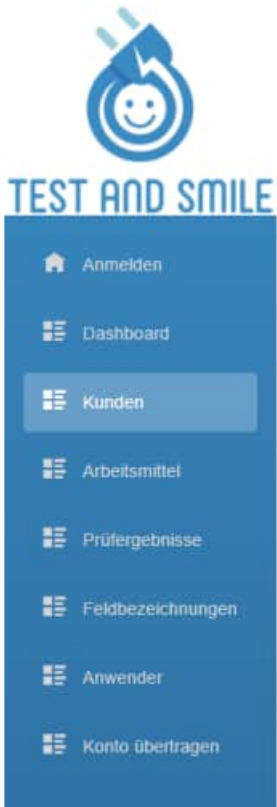 TEST AND SMILE
Anmelden
Dashboard
Kunden
Arbeitsmittel
Prüfergebnisse
Feldbezeichnungen
Anwender
Konto übertragen